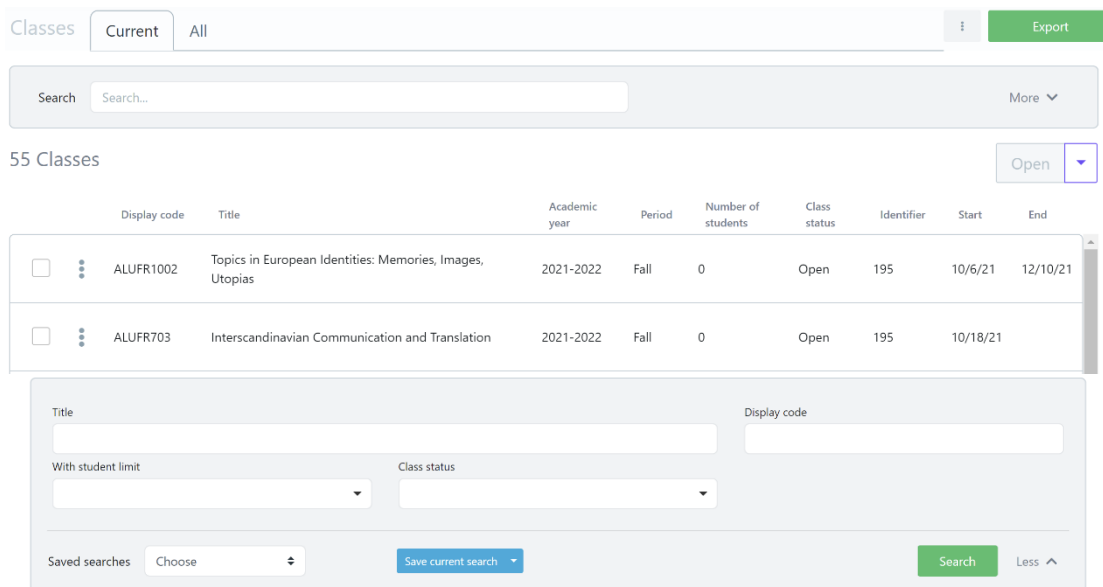 Classes Current All Export
Search Search... More
55 Classes Open
Display code Title Academic year Period Number of students Class status Identifier Start End
ALUFR1002 Topics in European Identities: Memories, Images, Utopias 2021-2022 Fall 0 Open 195 10/6/21 12/10/21
ALUFR703 Interscandinavian Communication and Translation 2021-2022 Fall 0 Open 195 10/18/21
Title Display code
With student limit Class status
Saved searches Choose Save current search Search Less